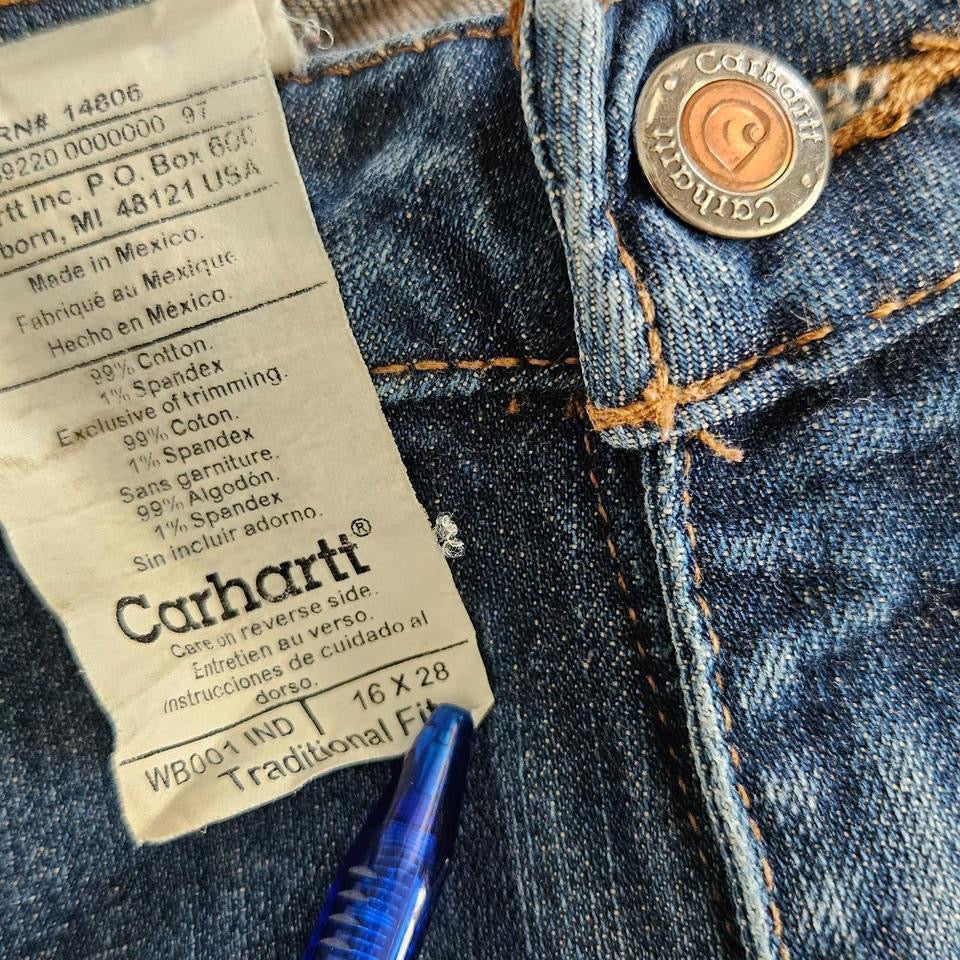 RN# 14806
9220 0000000 97
rtt Inc. P.O. Box 600
born, MI 48121 USA
Made in Mexico.
Fabriqué au Mexique
Hecho en México.
99% Cotton.
1% Spandex
Exclusive of trimming.
99% Coton.
1% Spandex
Sans garniture.
99% Algodón.
1% Spandex
Sin incluir adorno.
Carhartt®
Care on reverse side.
Entretien au verso.
Instrucciones de cuidado al
dorso.
WB001 IND | 16 X 28
Traditional Fit
Carhartt
Carhartt